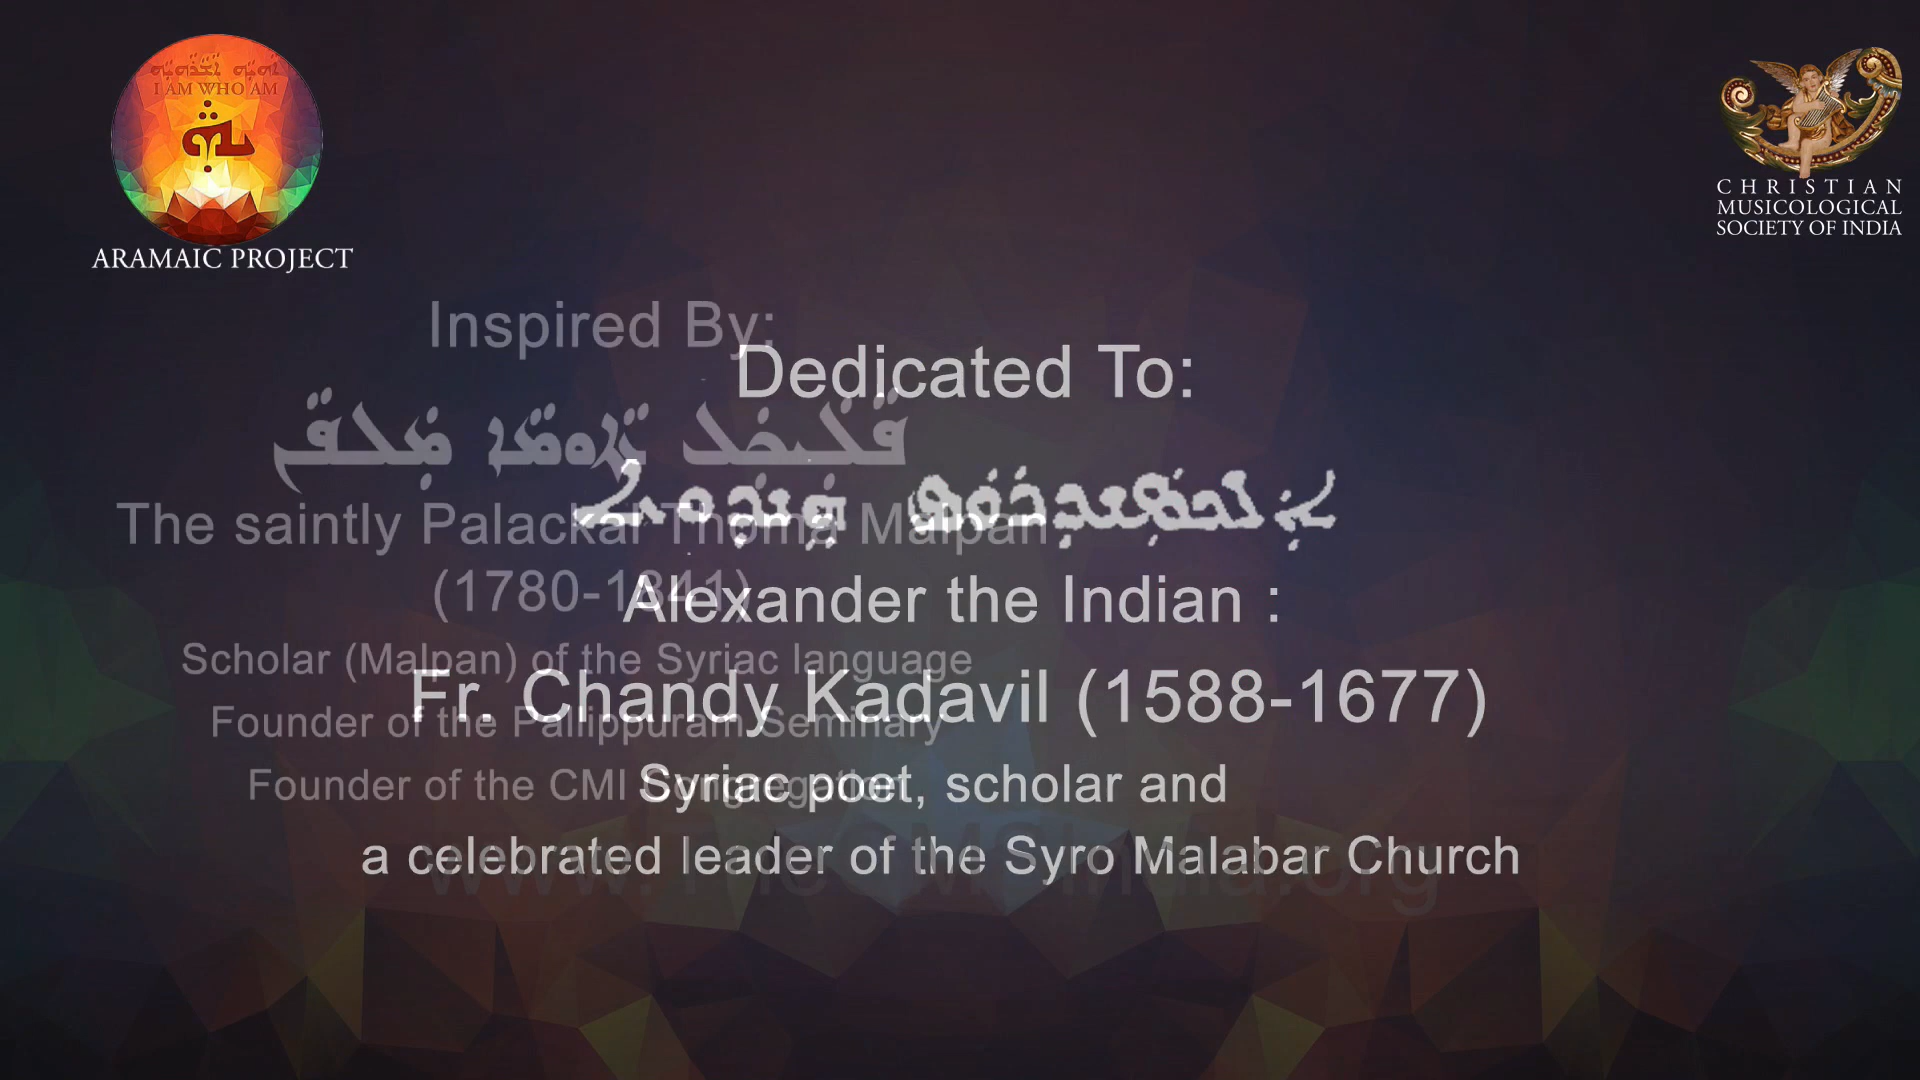 I AM WHO AM
ARAMAIC PROJECT
CHRISTIAN
MUSICOLOGICAL
SOCIETY OF INDIA
Inspired By:
The saintly Palackal Thoma Malpan
(1780-1841)
Scholar (Malpan) of the Syriac language
Founder of the Pallippuram Seminary
Founder of the CMI Congregation
Dedicated To:
Alexander the Indian :
Fr. Chandy Kadavil (1588-1677)
Syriac poet, scholar and
a celebrated leader of the Syro Malabar Church